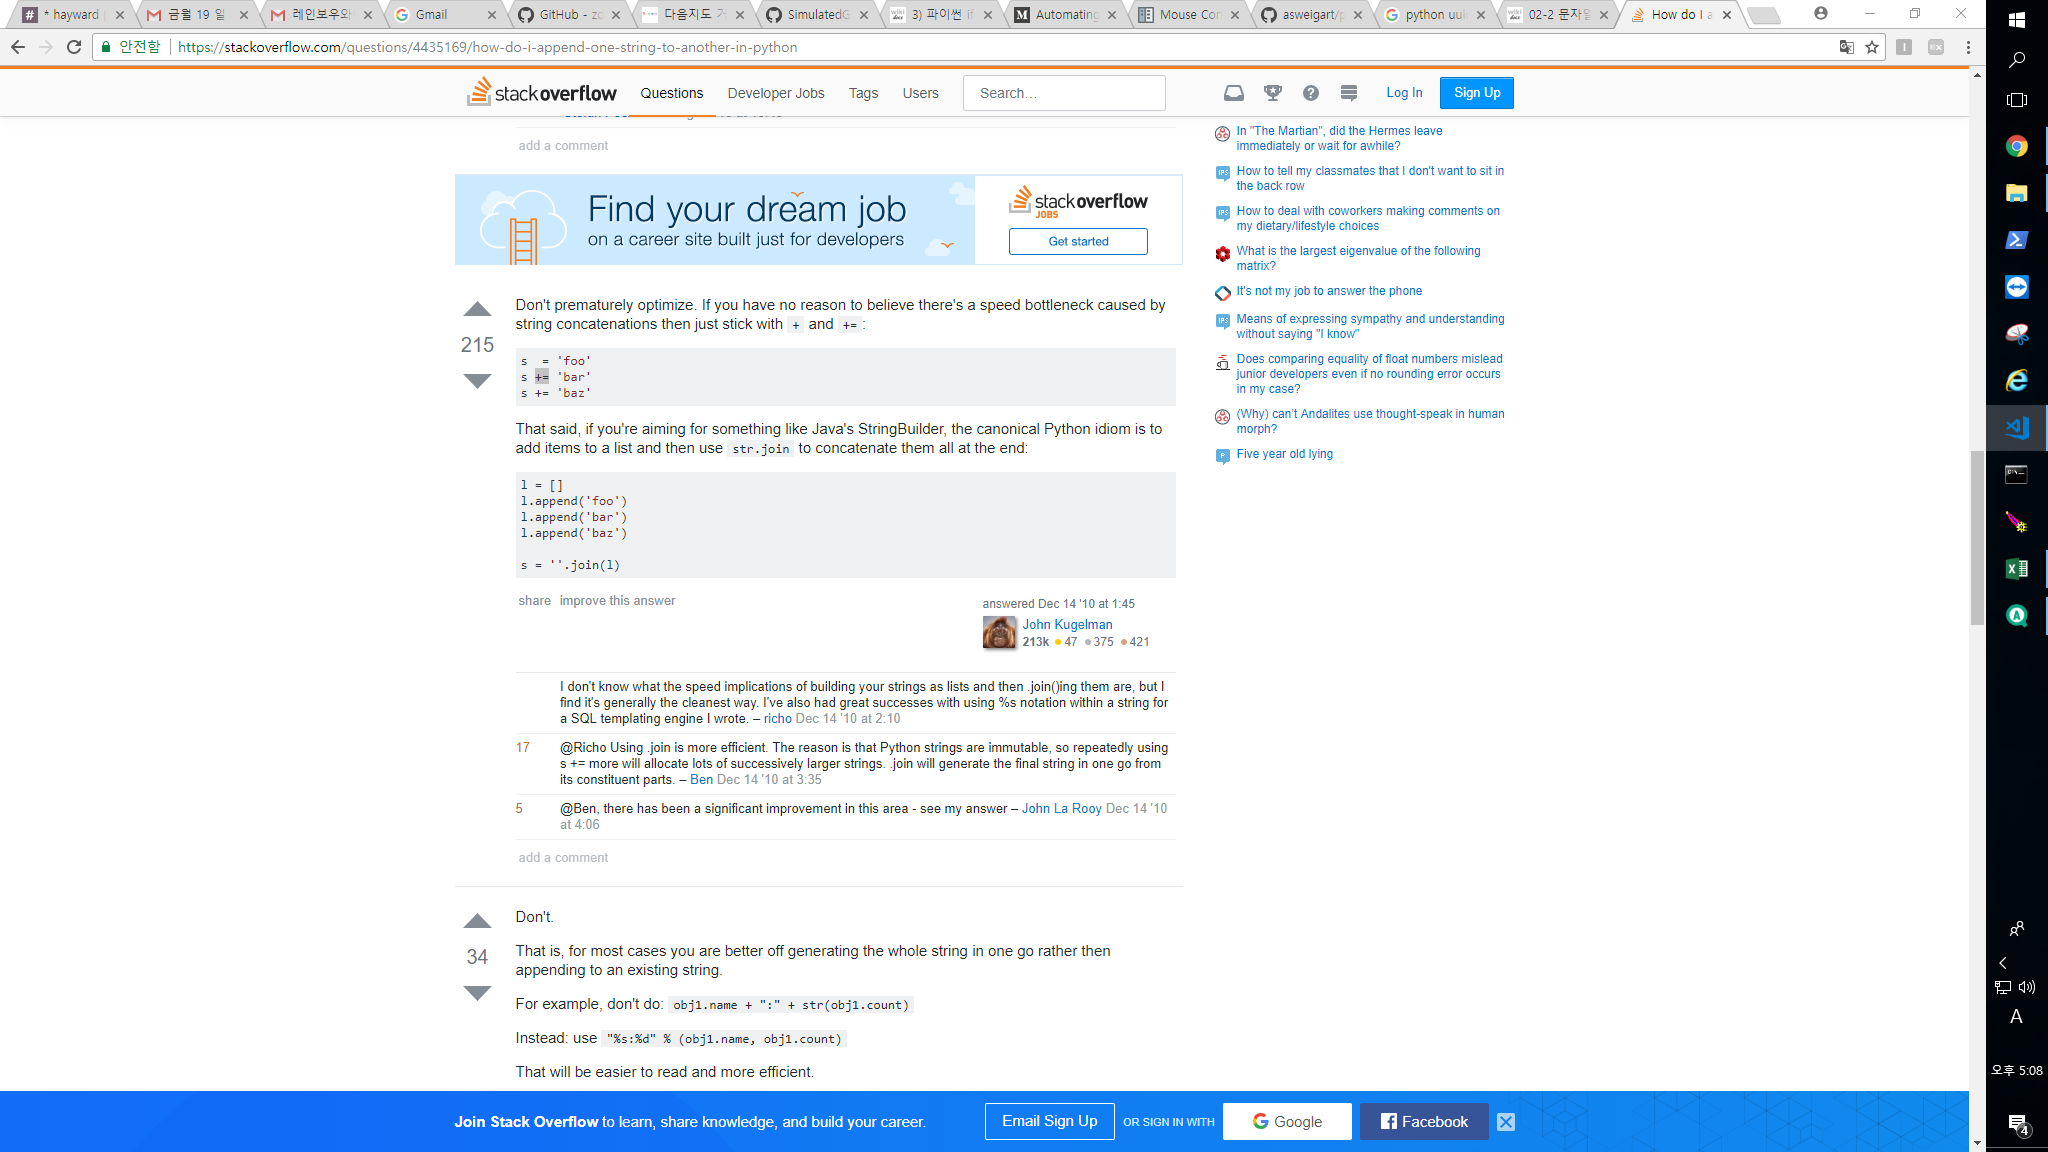 * hayward
금월 19 일
레인보우와
Gmail
GitHub - zo
다음지도 거
SimulatedG
3) 파이썬 if
Automating
Mouse Con
asweigart/p
python uui
02-2 문자열
How do I a
안전함 https://stackoverflow.com/questions/4435169/how-do-i-append-one-string-to-another-in-python
stackoverflow Questions Developer Jobs Tags Users Search… Log In Sign Up
add a comment
Find your dream job
on a career site built just for developers
stackoverflow
JOBS
Get started
215
Don't prematurely optimize. If you have no reason to believe there's a speed bottleneck caused by
string concatenations then just stick with + and +=:
s  = 'foo'
s += 'bar'
s += 'baz'
That said, if you're aiming for something like Java's StringBuilder, the canonical Python idiom is to
add items to a list and then use str.join to concatenate them all at the end:
l = []
l.append('foo')
l.append('bar')
l.append('baz')
s = ''.join(l)
share improve this answer
answered Dec 14 '10 at 1:45
John Kugelman
213k 47 375 421
I don't know what the speed implications of building your strings as lists and then .join()ing them are, but I
find it's generally the cleanest way. I've also had great successes with using %s notation within a string for
a SQL templating engine I wrote. – richo Dec 14 '10 at 2:10
17 @Richo Using .join is more efficient. The reason is that Python strings are immutable, so repeatedly using
s += more will allocate lots of successively larger strings. .join will generate the final string in one go from
its constituent parts. – Ben Dec 14 '10 at 3:35
5 @Ben, there has been a significant improvement in this area - see my answer – John La Rooy Dec 14 '10
at 4:06
add a comment
34
Don't.
That is, for most cases you are better off generating the whole string in one go rather then
appending to an existing string.
For example, don't do: obj1.name + ":" + str(obj1.count)
Instead: use "%s:%d" % (obj1.name, obj1.count)
That will be easier to read and more efficient.
In "The Martian", did the Hermes leave
immediately or wait for awhile?
How to tell my classmates that I don't want to sit in
the back row
How to deal with coworkers making comments on
my dietary/lifestyle choices
What is the largest eigenvalue of the following
matrix?
It's not my job to answer the phone
Means of expressing sympathy and understanding
without saying "I know"
Does comparing equality of float numbers mislead
junior developers even if no rounding error occurs
in my case?
(Why) can't Andalites use thought-speak in human
morph?
Five year old lying
Join Stack Overflow to learn, share knowledge, and build your career.
Email Sign Up OR SIGN IN WITH Google Facebook
A
오후 5:08
4